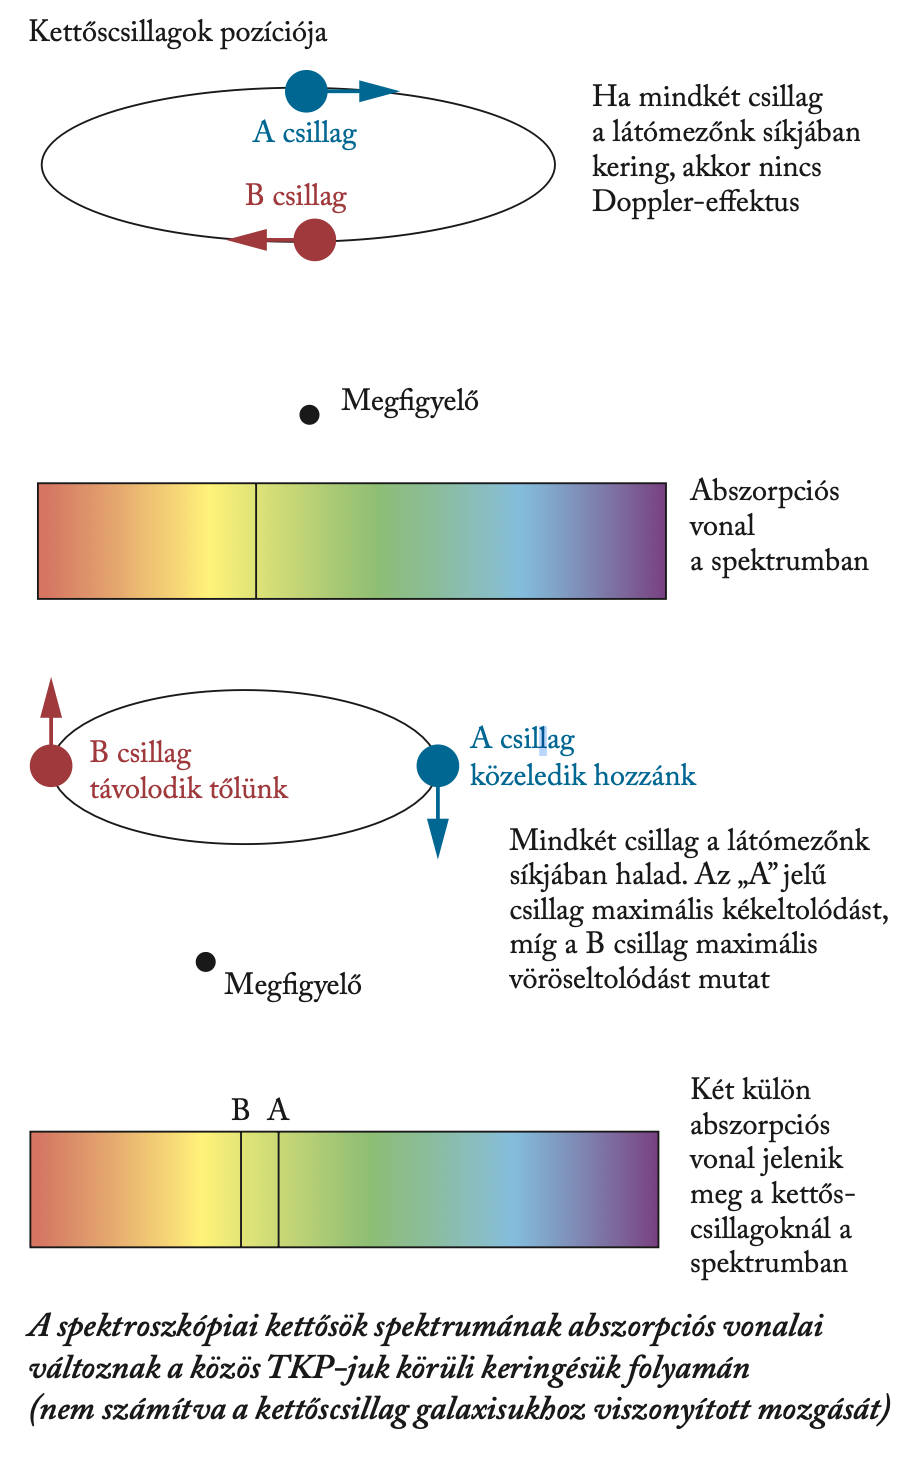 Kettőscsillagok pozíciója
A csillag
B csillag
Ha mindkét csillag
a látómezőnk síkjában
kering, akkor nincs
Doppler-effektus
Megfigyelő
Abszorpciós
vonal
a spektrumban
B csillag
távolodik tőlünk
A csillag
közeledik hozzánk
Mindkét csillag a látómezőnk
síkjában halad. Az „A” jelű
csillag maximális kékeltolódást,
míg a B csillag maximális
vöröseltolódást mutat
Megfigyelő
B A
Két külön
abszorpciós
vonal jelenik
meg a kettős-
csillagoknál a
spektrumban
A spektroszkópiai kettősök spektrumának abszorpciós vonalai
változnak a közös TKP-juk körüli keringésük folyamán
(nem számítva a kettőscsillag galaxisukhoz viszonyított mozgását)